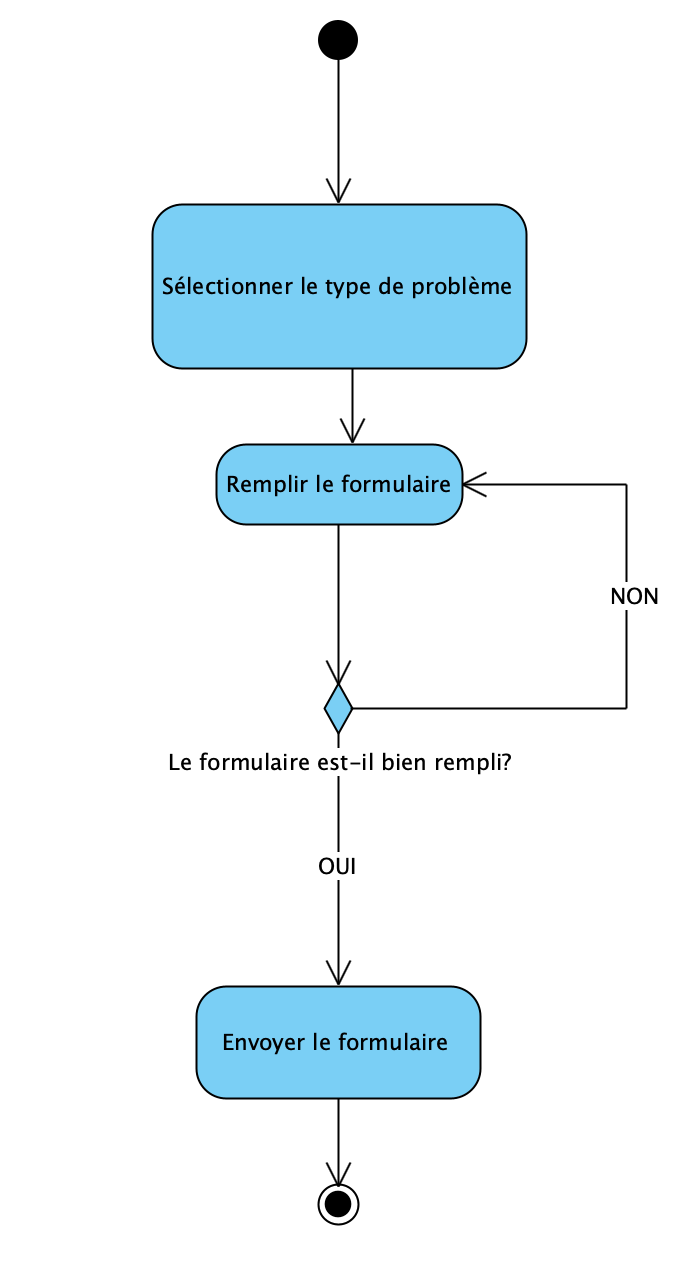 Sélectionner le type de problème
Remplir le formulaire
NON
Le formulaire est-il bien rempli?
OUI
Envoyer le formulaire